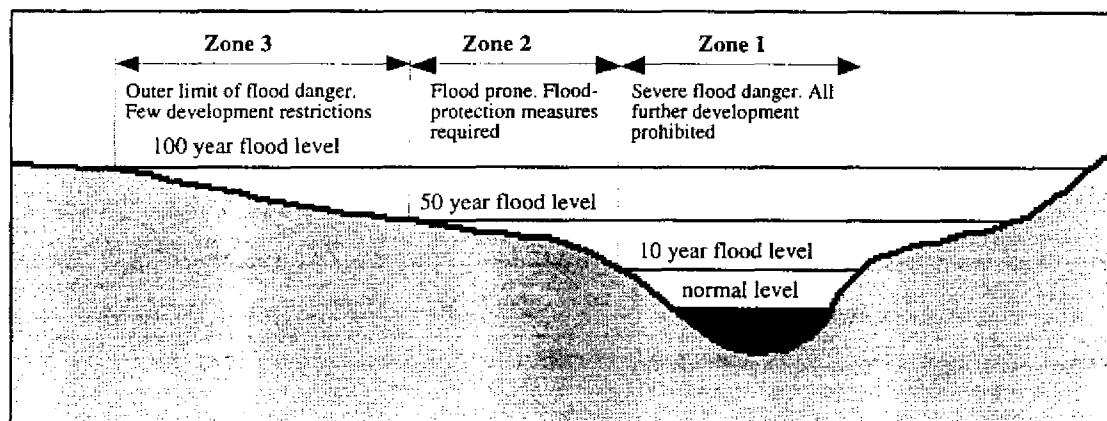 Zone 3
Zone 2
Zone 1
Outer limit of flood danger.
Few development restrictions
Flood prone. Flood-
protection measures
required
Severe flood danger. All
further development
prohibited
100 year flood level
50 year flood level
10 year flood level
normal level